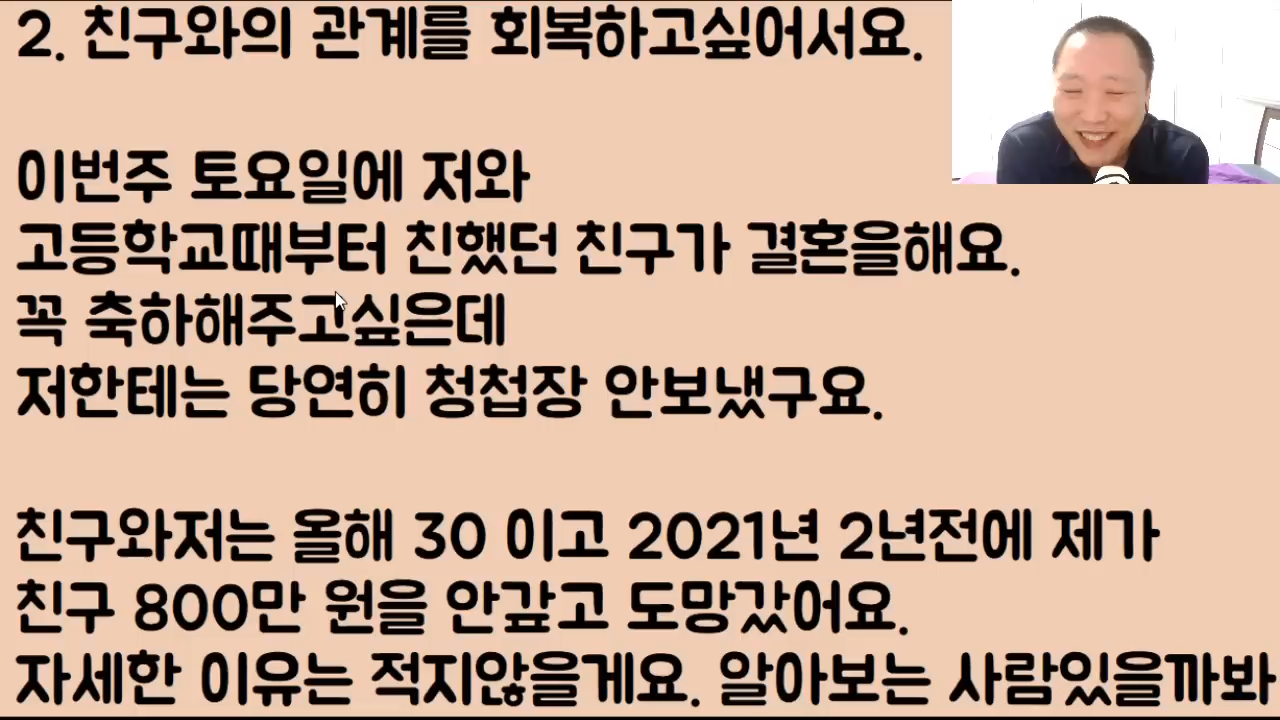 2. 친구와의 관계를 회복하고싶어서요.
이번주 토요일에 저와
고등학교때부터 친했던 친구가 결혼을해요.
꼭 축하해주고싶은데
저한테는 당연히 청첩장 안보냈구요.
친구와저는 올해 30 이고 2021년 2년전에 제가
친구 800만 원을 안갚고 도망갔어요.
자세한 이유는 적지않을게요. 알아보는 사람있을까봐